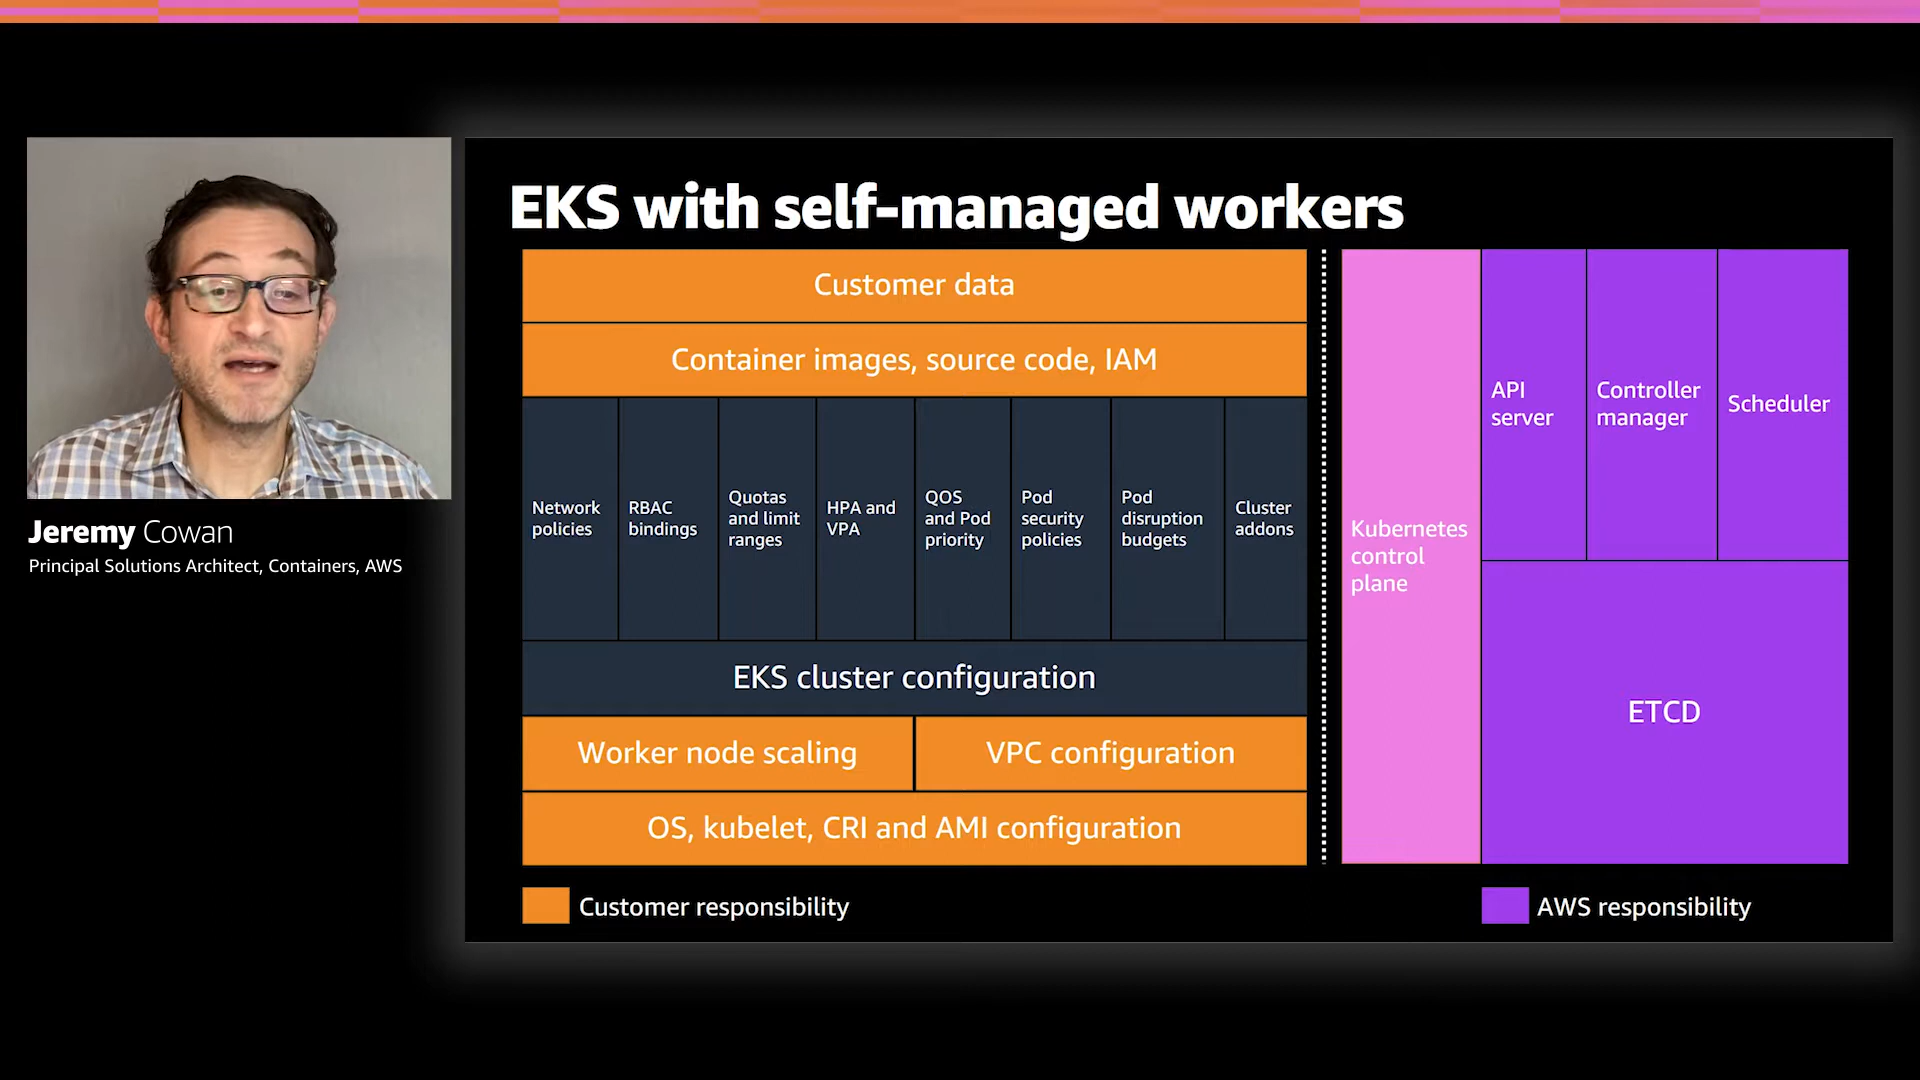 EKS with self-managed workers
Customer data
Container images, source code, IAM
Network
policies
RBAC
bindings
Quotas
and limit
ranges
HPA and
VPA
QOS
and Pod
priority
Pod
security
policies
Pod
disruption
budgets
Cluster
addons
EKS cluster configuration
Worker node scaling
VPC configuration
OS, kubelet, CRI and AMI configuration
Kubernetes
control
plane
API
server
Controller
manager
Scheduler
ETCD
Customer responsibility
AWS responsibility
Jeremy Cowan
Principal Solutions Architect, Containers, AWS